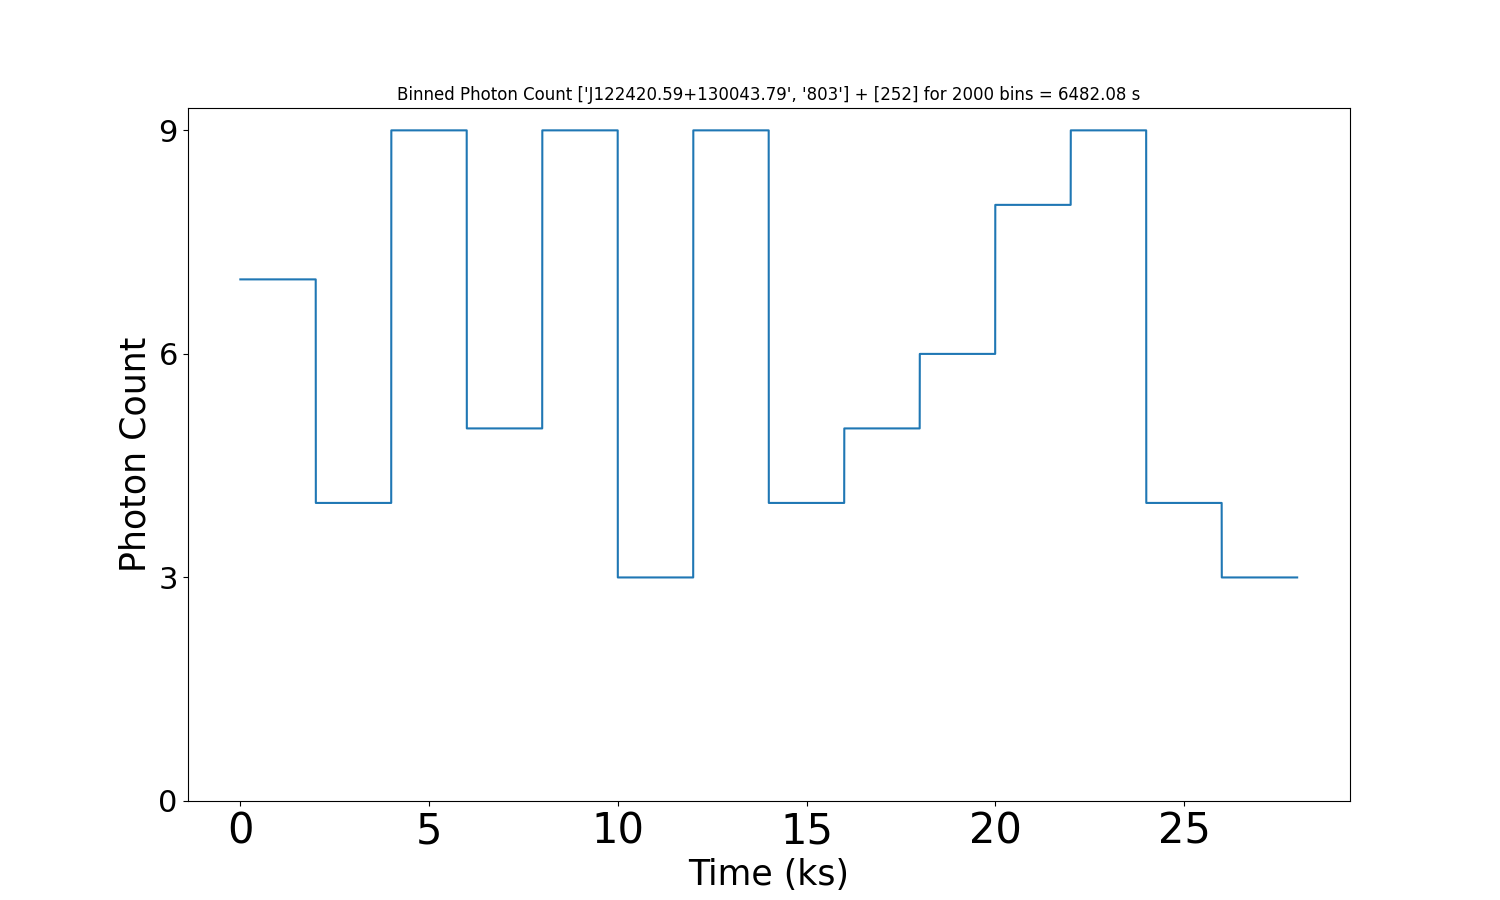 Binned Photon Count ['J122420.59+130043.79', '803'] + [252] for 2000 bins = 6482.08 s
9
6
3
0
Photon Count
0 5 10 15 20 25
Time (ks)